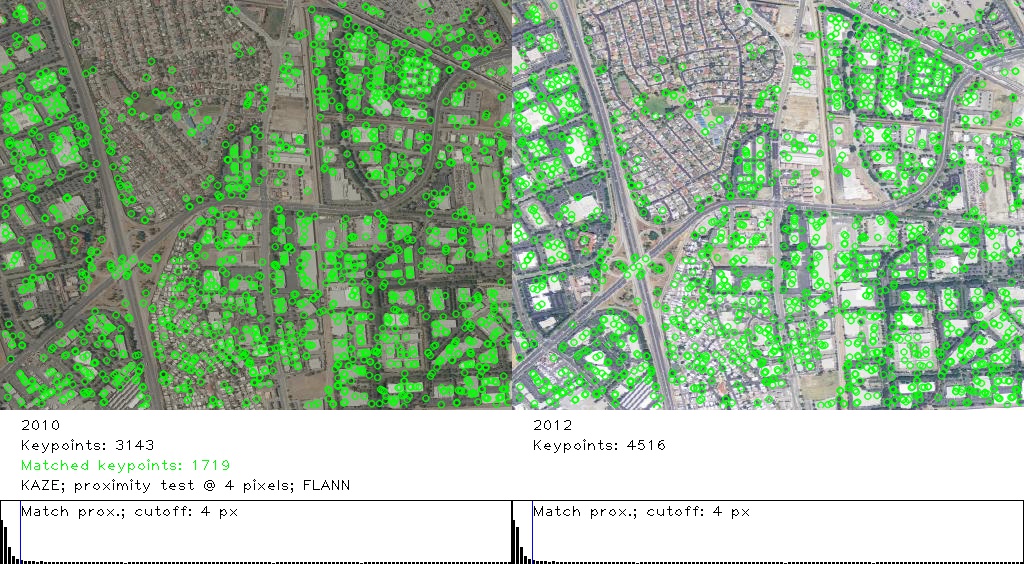 2010
Keypoints: 3143
Matched keypoints: 1719
KAZE; proximity test @ 4 pixels; FLANN
2012
Keypoints: 4516
Match prox.; cutoff: 4 px
Match prox.; cutoff: 4 px